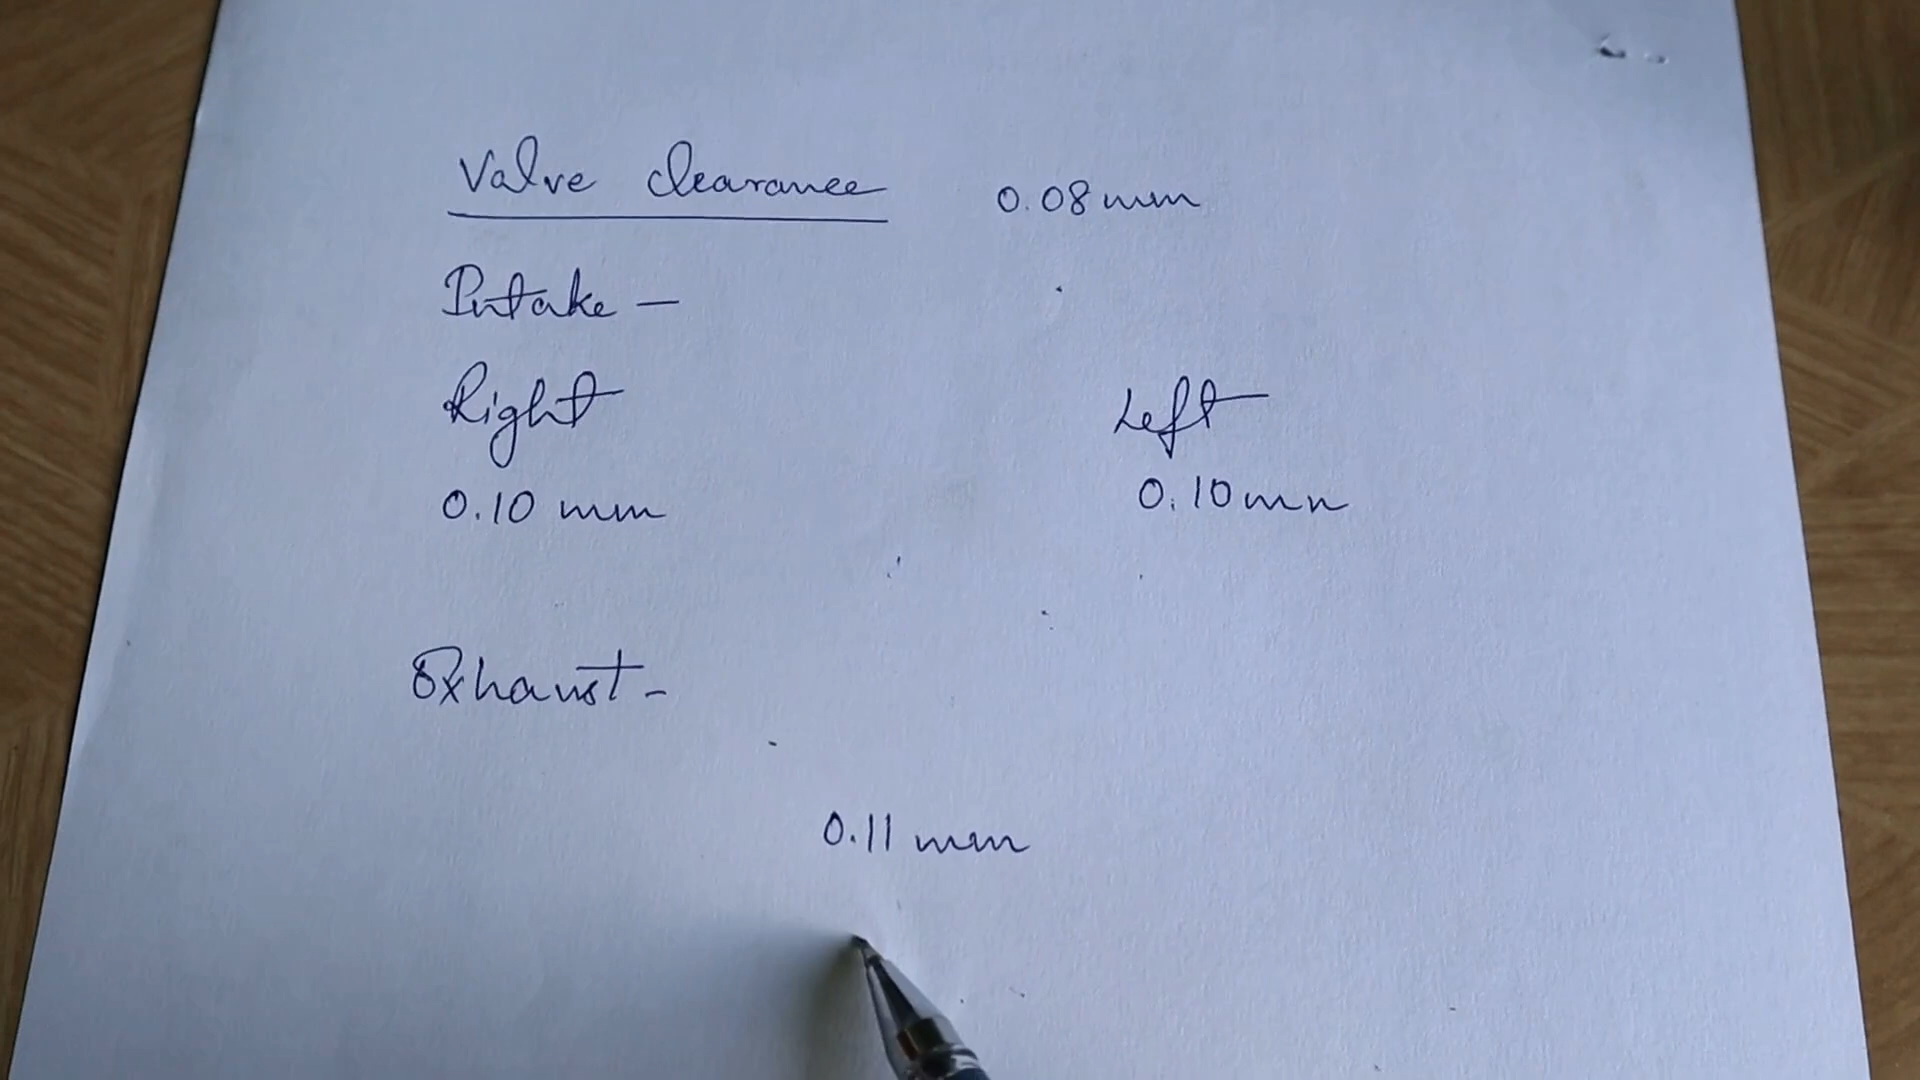 Valve clearance 0.08 mm
Intake -
Right Left
0.10 mm 0.10 mm
Exhaust -
0.11 mm